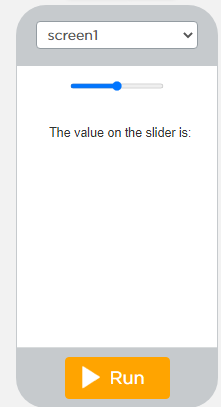 screen1
The value on the slider is:
Run